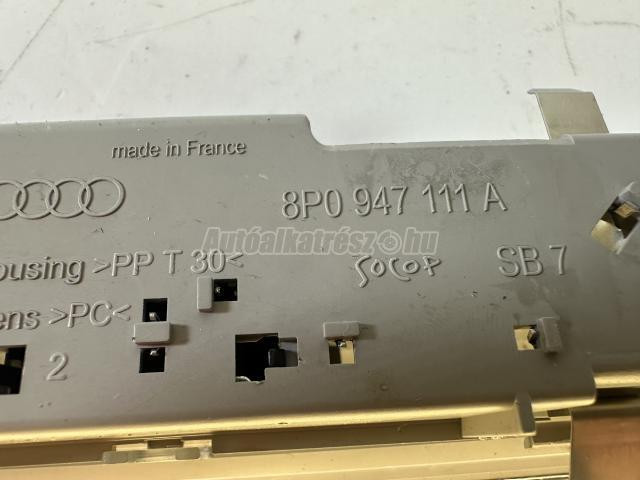 made in France
8P0 947 111 A
Autóalkatrész.hu
ousing >PP T 30<
SOCOP
SB 7
ens >PC<
2